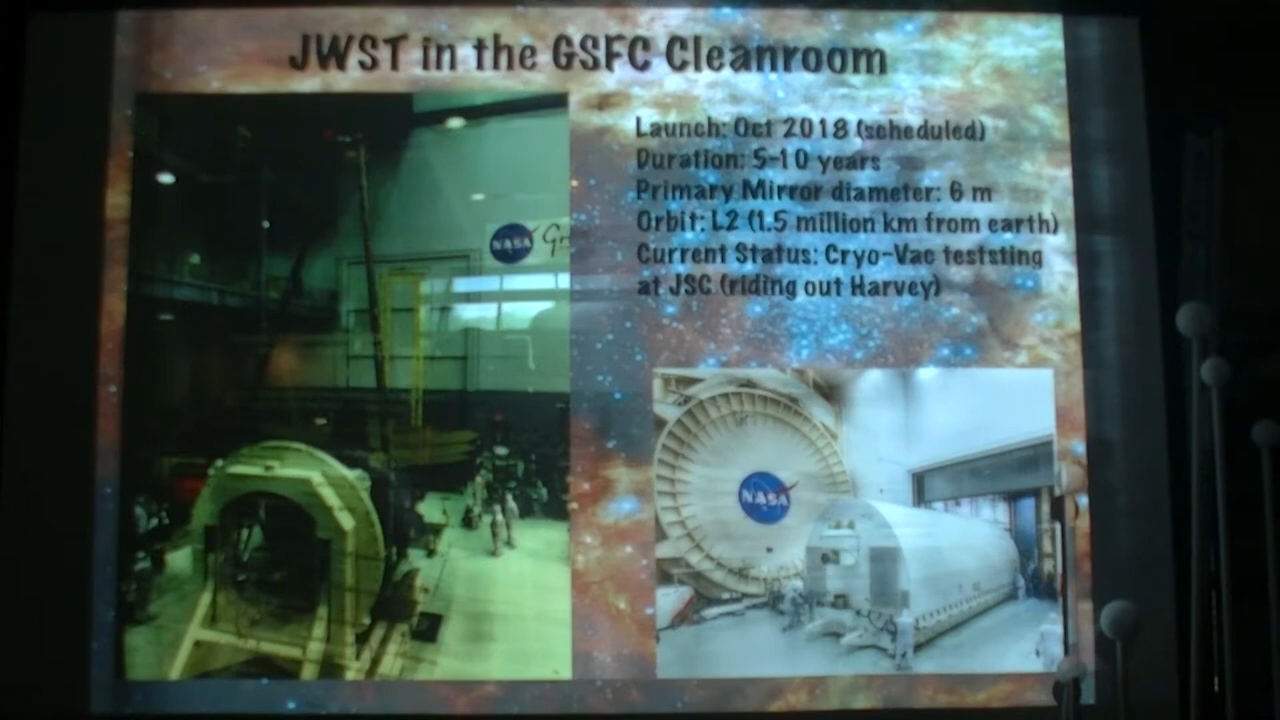 JWST in the GSFC Cleanroom
Launch: Oct 2018 (scheduled)
Duration: 5-10 years
Primary Mirror diameter: 6 m
Orbit: L2 (1.5 million km from earth)
Current Status: Cryo-Vac teststing
at JSC (riding out Harvey)
NASA
NASA